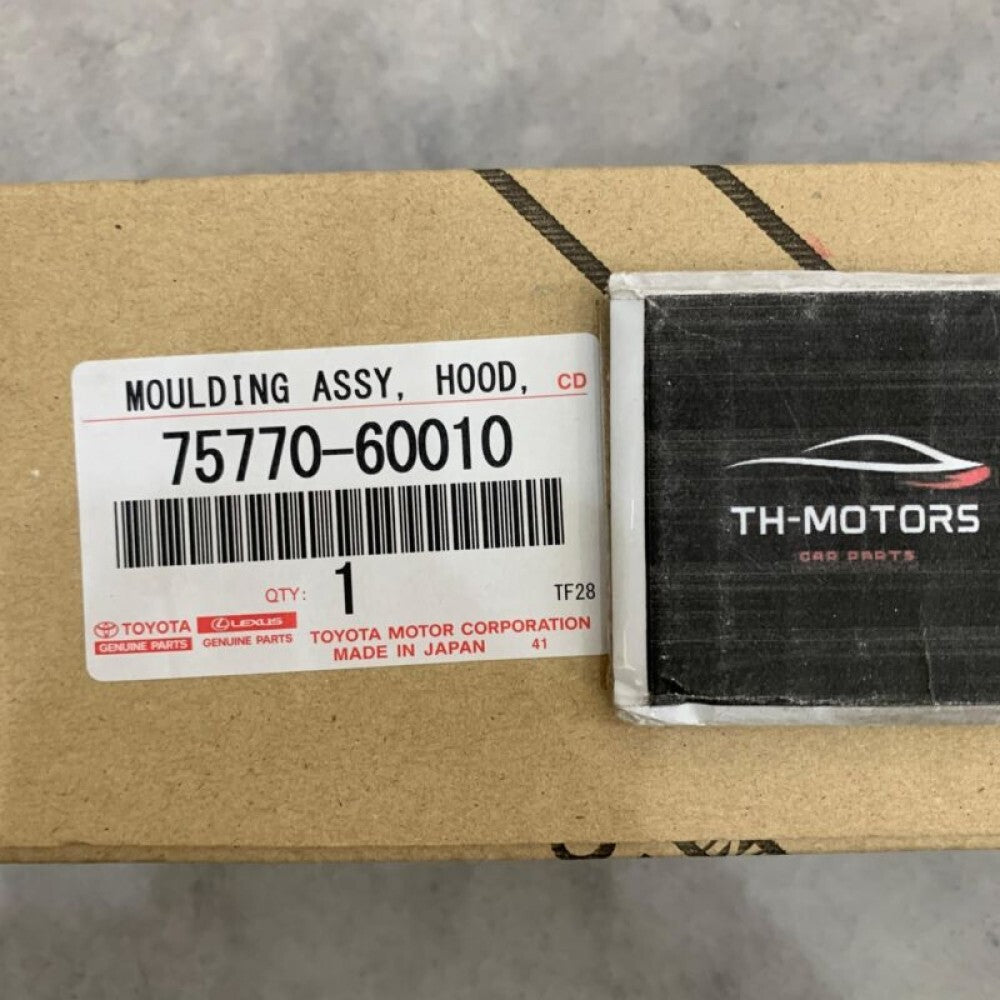 MOULDING ASSY, HOOD, CD
75770-60010
QTY: 1
TF28
TOYOTA
GENUINE PARTS
LEXUS
GENUINE PARTS
TOYOTA MOTOR CORPORATION
MADE IN JAPAN 41
TH-MOTORS
CAR PARTS